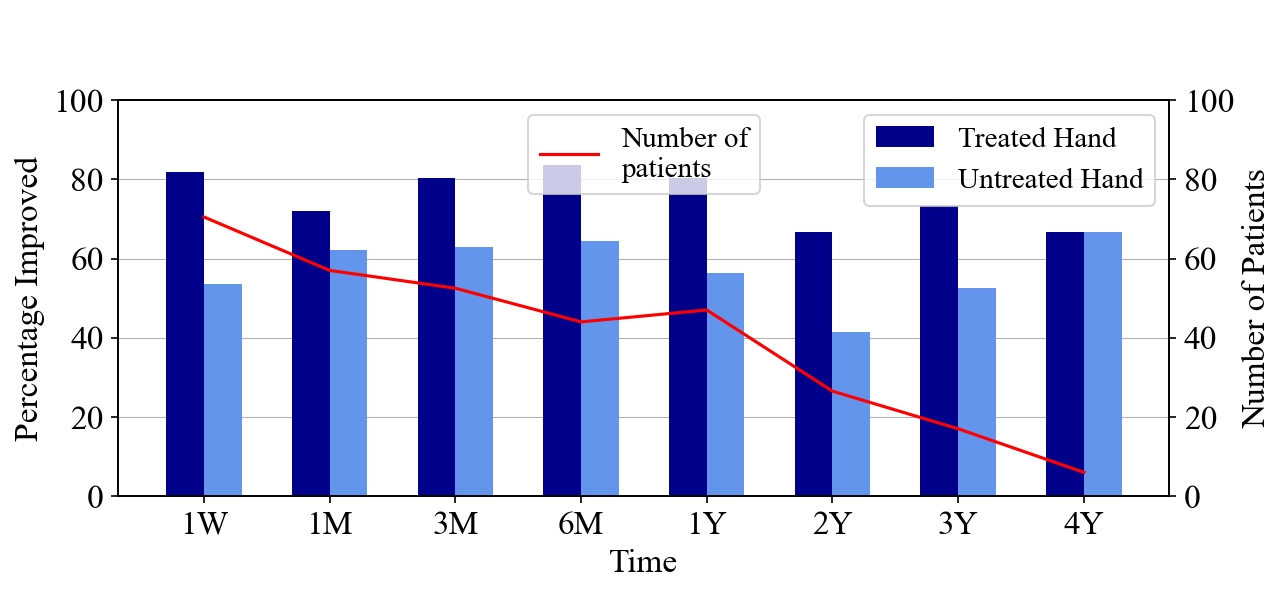 100
80
60
40
20
0
Percentage Improved
Number of
patients
Treated Hand
Untreated Hand
100
80
60
40
20
0
Number of Patients
1W 1M 3M 6M 1Y 2Y 3Y 4Y
Time